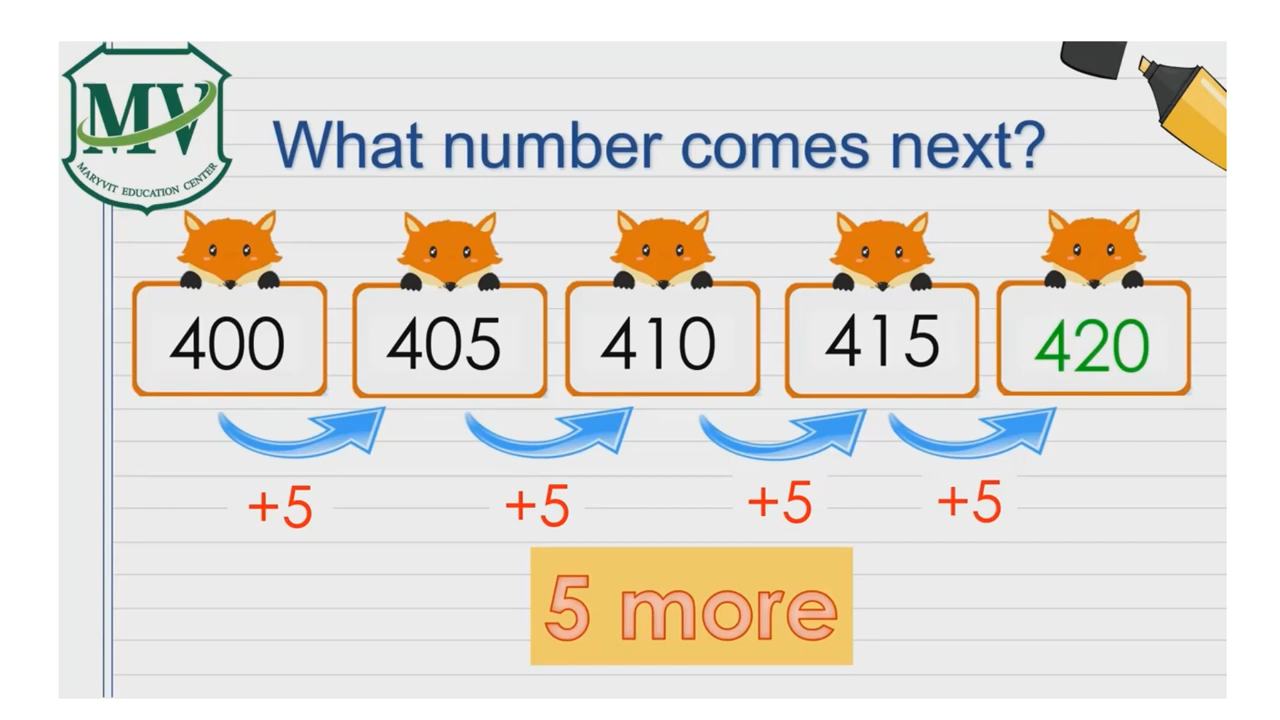 MV
MARYVIT EDUCATION CENTER
What number comes next?
400 405 410 415 420
+5 +5 +5 +5
5 more